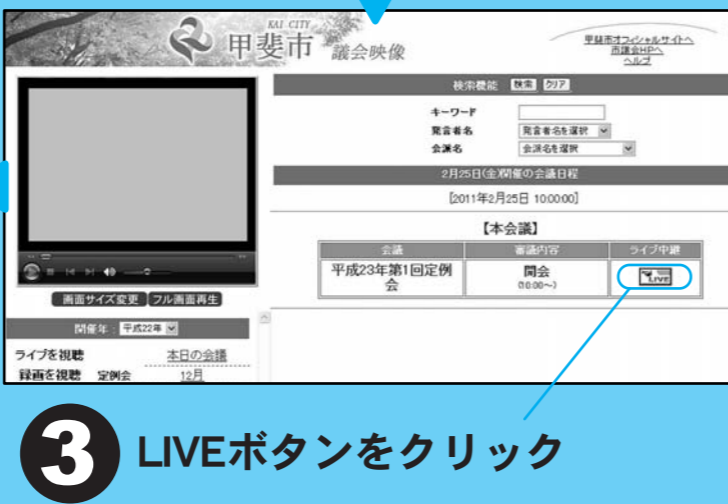 KAI CITY
甲斐市 議会映像
甲斐市オフィシャルサイトへ
市議会HPへ
ヘルプ
検索機能 検索 クリア
キーワード
発言者名 発言者名を選択
会派名 会派名を選択
2月25日(金)開催の会議日程
[2011年2月25日 10:00:00]
【本会議】
会議 審議内容 ライブ中継
平成23年第1回定例会 開会 (10:00~) LIVE
画面サイズ変更 フル画面再生
開催年: 平成22年
ライブを視聴 本日の会議
録画を視聴 定例会 12月
3 LIVEボタンをクリック